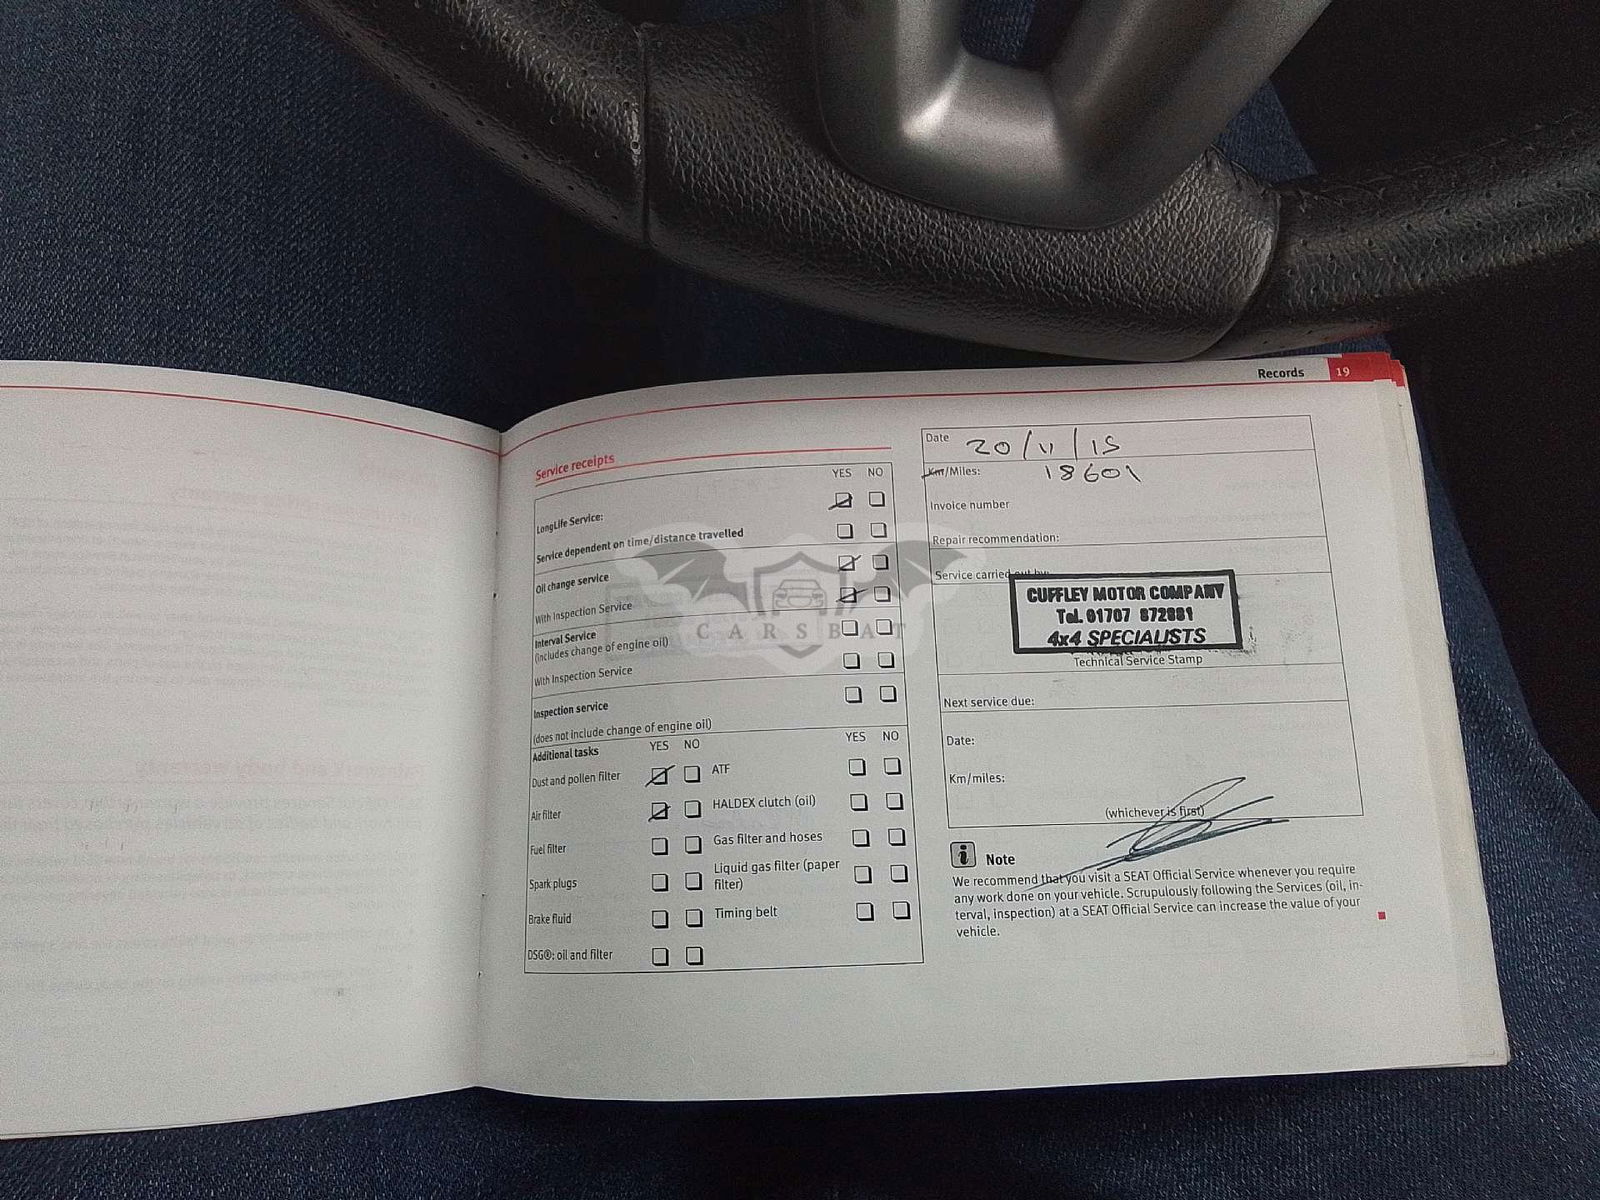 Records 19
Service receipts
YES NO
LongLife Service:
Service dependent on time/distance travelled
Oil change service
With Inspection Service
Interval Service
(includes change of engine oil)
With Inspection Service
Inspection service
(does not include change of engine oil)
Additional tasks YES NO YES NO
Dust and pollen filter ATF
Air filter HALDEX clutch (oil)
Fuel filter Gas filter and hoses
Spark plugs Liquid gas filter (paper
filter)
Brake fluid Timing belt
DSG®: oil and filter
Date 20/11/15
Km/Miles: 18601
Invoice number
Repair recommendation:
Service carried out by:
CUFFLEY MOTOR COMPANY
Tel. 01707 872881
4x4 SPECIALISTS
Technical Service Stamp
Next service due:
Date:
Km/miles:
(whichever is first)
i Note
We recommend that you visit a SEAT Official Service whenever you require
any work done on your vehicle. Scrupulously following the Services (oil, in-
terval, inspection) at a SEAT Official Service can increase the value of your
vehicle.
CARSBAT